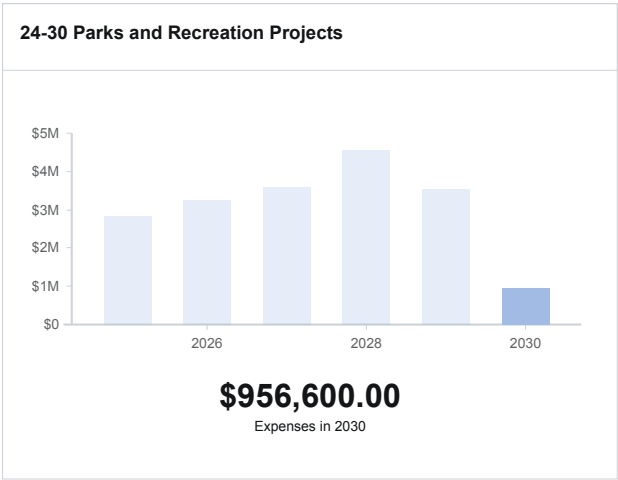 24-30 Parks and Recreation Projects
$5M
$4M
$3M
$2M
$1M
$0
2026 2028 2030
$956,600.00
Expenses in 2030